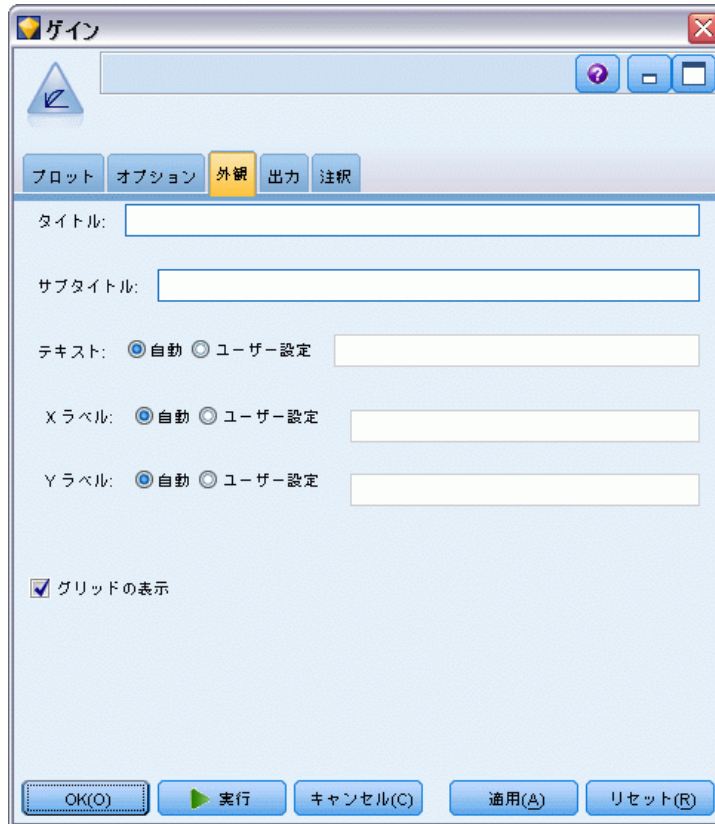 ゲイン
プロット オプション 外観 出力 注釈
タイトル:
サブタイトル:
テキスト: 自動 ユーザー設定
X ラベル: 自動 ユーザー設定
Y ラベル: 自動 ユーザー設定
グリッドの表示
OK(O) 実行 キャンセル(C) 適用(A) リセット(R)